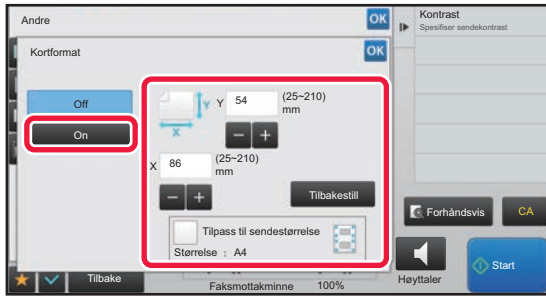 Andre
OK
Kontrast
Spesifiser sendekontrast
Kortformat
OK
Off
On
Y
X
Y 54 (25~210)
mm
X 86 (25~210)
mm
Tilbakestill
Tilpass til sendestørrelse
Størrelse : A4
Forhåndsvis
CA
Høyttaler
Start
Tilbake
Faksmottakminne 100%